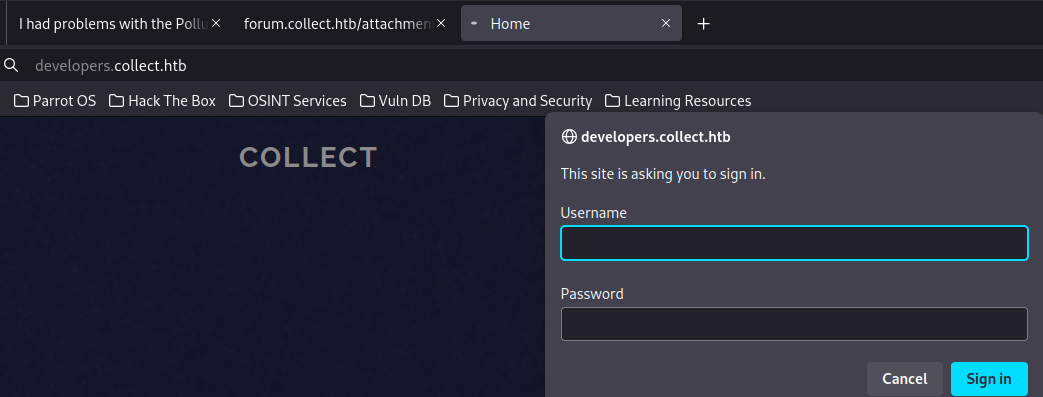 I had problems with the Pollu
forum.collect.htb/attachmen
Home
developers.collect.htb
Parrot OS Hack The Box OSINT Services Vuln DB Privacy and Security Learning Resources
COLLECT
developers.collect.htb
This site is asking you to sign in.
Username
Password
Cancel Sign in